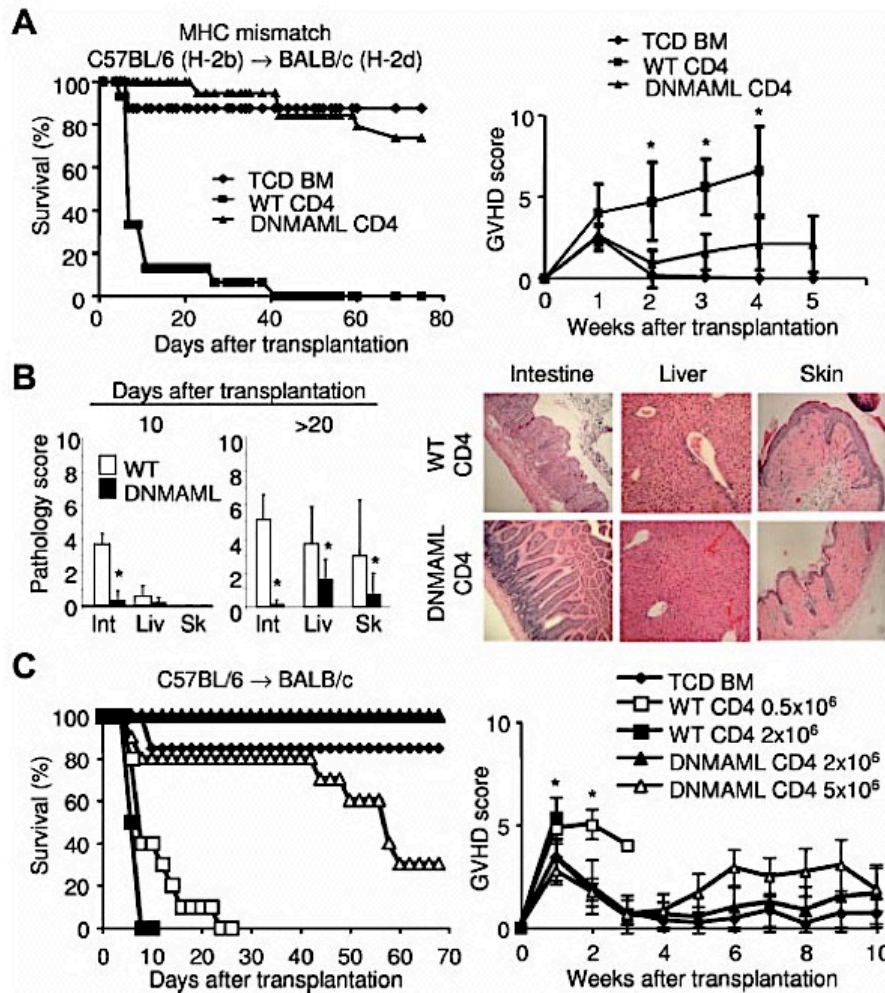 A
MHC mismatch
C57BL/6 (H-2b) → BALB/c (H-2d)
100
80
60
40
20
0
Survival (%)
TCD BM
WT CD4
DNMAML CD4
0 20 40 60 80
Days after transplantation
TCD BM
WT CD4
DNMAML CD4
10
5
0
GVHD score
* * *
0 1 2 3 4 5
Weeks after transplantation
B
Days after transplantation
10 >20
Pathology score
10
8
6
4
2
0
WT
DNMAML
*
Int Liv Sk
10
8
6
4
2
0
* * *
Int Liv Sk
Intestine Liver Skin
WT CD4
DNMAML CD4
C
C57BL/6 → BALB/c
100
80
60
40
20
0
Survival (%)
0 10 20 30 40 50 60 70
Days after transplantation
TCD BM
WT CD4 0.5x10⁶
WT CD4 2x10⁶
DNMAML CD4 2x10⁶
DNMAML CD4 5x10⁶
10
5
0
GVHD score
* *
0 2 4 6 8 10
Weeks after transplantation